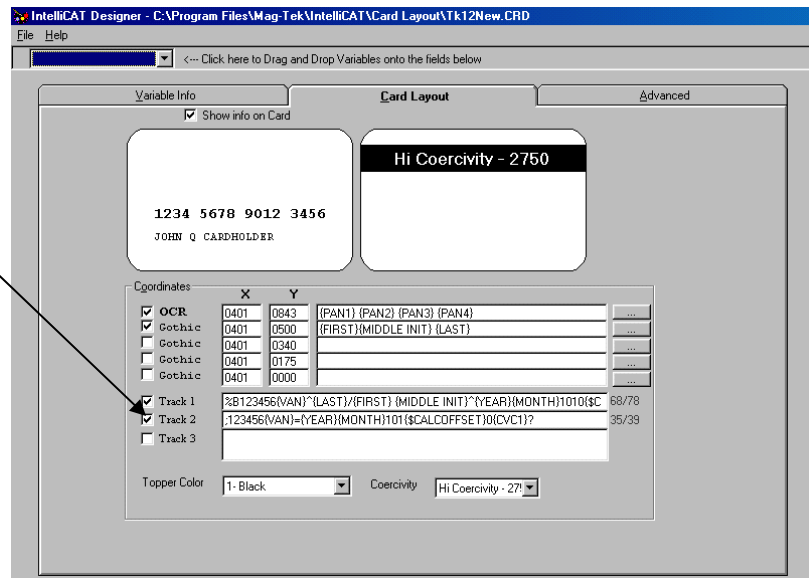 IntelliCAT Designer - C:\Program Files\Mag-Tek\IntelliCAT\Card Layout\Tk12New.CRD
File Help
<--- Click here to Drag and Drop Variables onto the fields below
Variable Info Card Layout Advanced
Show info on Card
Hi Coercivity - 2750
1234 5678 9012 3456
JOHN Q CARDHOLDER
Coordinates
X Y
OCR 0401 0843 {PAN1} {PAN2} {PAN3} {PAN4} ...
Gothic 0401 0500 {FIRST}{MIDDLE INIT} {LAST} ...
Gothic 0401 0340 ...
Gothic 0401 0175 ...
Gothic 0401 0000 ...
Track 1 %B123456{VAN}^{LAST}/{FIRST} {MIDDLE INIT}^{YEAR}{MONTH}1010{$C 68/78
Track 2 ;123456{VAN}={YEAR}{MONTH}101{$CALCOFFSET}0{CVC1}? 35/39
Track 3
Topper Color 1- Black Coercivity Hi Coercivity - 27